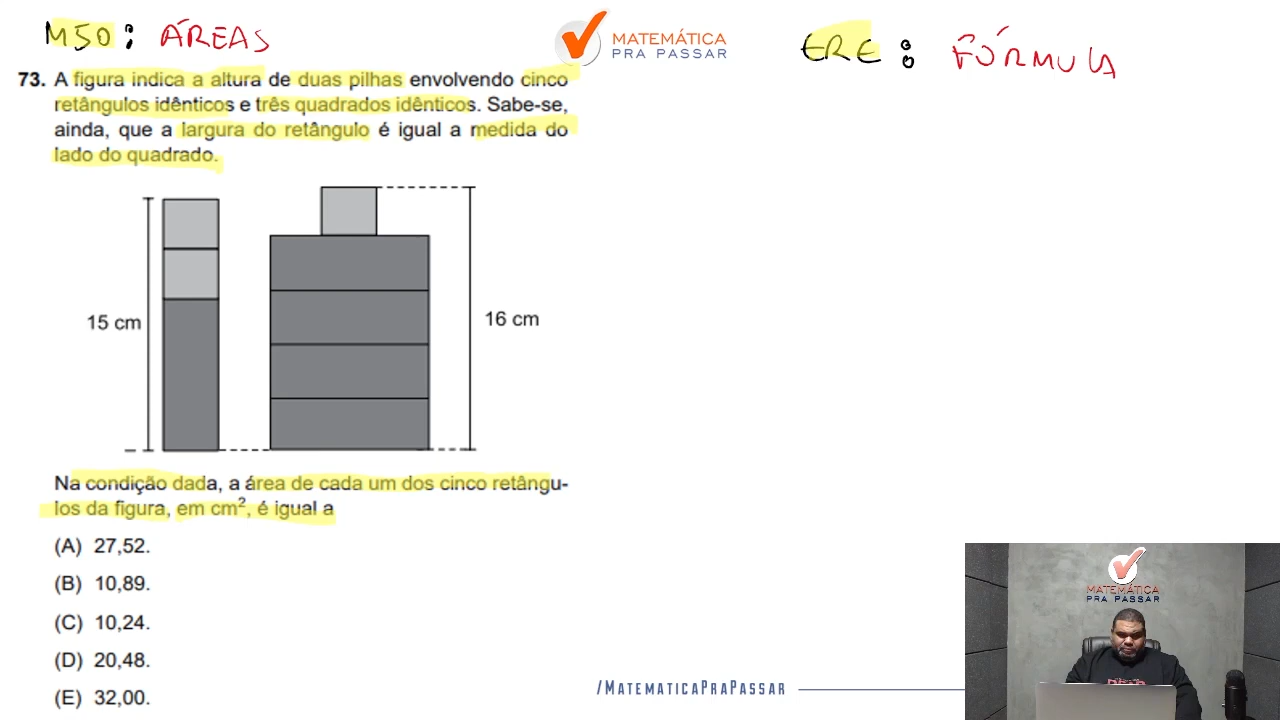 M50: ÁREAS
MATEMÁTICA
PRA PASSAR
ERE: FÓRMULA
73. A figura indica a altura de duas pilhas envolvendo cinco
retângulos idênticos e três quadrados idênticos. Sabe-se,
ainda, que a largura do retângulo é igual a medida do
lado do quadrado.
15 cm
16 cm
Na condição dada, a área de cada um dos cinco retângu-
los da figura, em cm², é igual a
(A) 27,52.
(B) 10,89.
(C) 10,24.
(D) 20,48.
(E) 32,00.
MATEMÁTICA
PRA PASSAR
/MATEMATICAPRAPASSAR